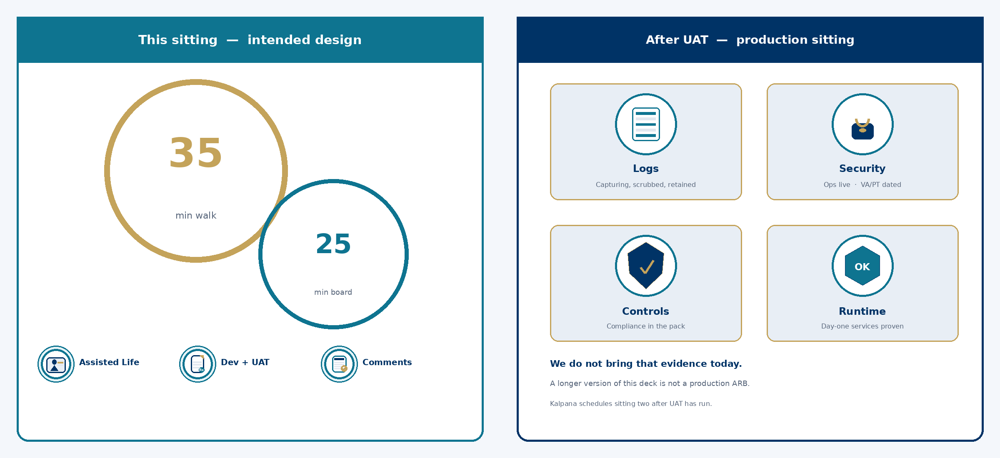 This sitting — intended design
35
min walk
25
min board
Assisted Life
Dev + UAT
Rs
Comments
After UAT — production sitting
Logs
Capturing, scrubbed, retained
Security
Ops live · VA/PT dated
Controls
Compliance in the pack
OK
Runtime
Day-one services proven
We do not bring that evidence today.
A longer version of this deck is not a production ARB.
Kalpana schedules sitting two after UAT has run.